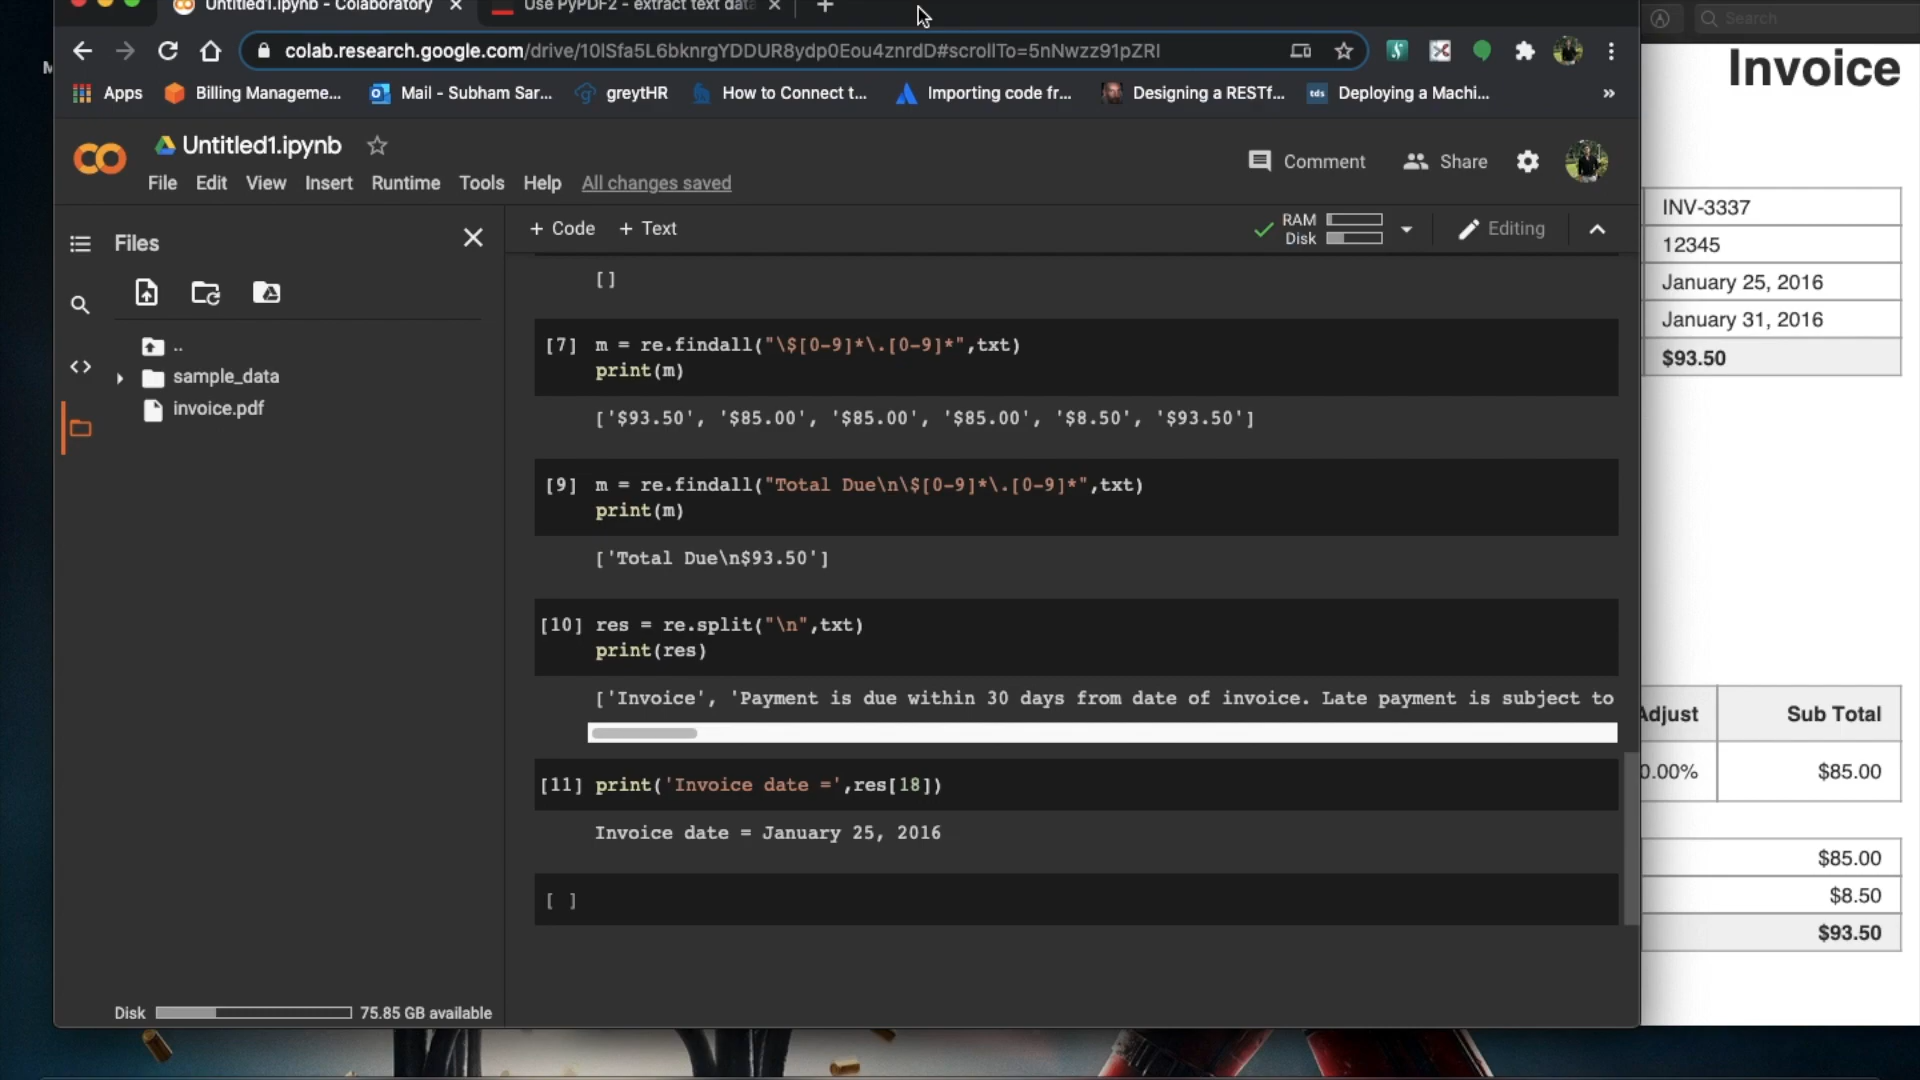 Untitled1.ipynb - Colaboratory
Use PyPDF2 - extract text data
colab.research.google.com/drive/10lSfa5L6bknrgYDDUR8ydp0Eou4znrdD#scrollTo=5nNwzz91pZRI
Apps Billing Manageme... Mail - Subham Sar... greytHR How to Connect t... Importing code fr... Designing a RESTf... tds Deploying a Machi... »
Untitled1.ipynb
Comment Share
File Edit View Insert Runtime Tools Help All changes saved
Files
+ Code + Text
RAM
Disk
Editing
..
sample_data
invoice.pdf
Disk 75.85 GB available
[]
[7] m = re.findall("\$[0-9]*\.[0-9]*",txt)
print(m)
['$93.50', '$85.00', '$85.00', '$85.00', '$8.50', '$93.50']
[9] m = re.findall("Total Due\n\$[0-9]*\.[0-9]*",txt)
print(m)
['Total Due\n$93.50']
[10] res = re.split("\n",txt)
print(res)
['Invoice', 'Payment is due within 30 days from date of invoice. Late payment is subject to
[11] print('Invoice date =',res[18])
Invoice date = January 25, 2016
[ ]
Search
Invoice
INV-3337
12345
January 25, 2016
January 31, 2016
$93.50
Adjust Sub Total
0.00% $85.00
$85.00
$8.50
$93.50